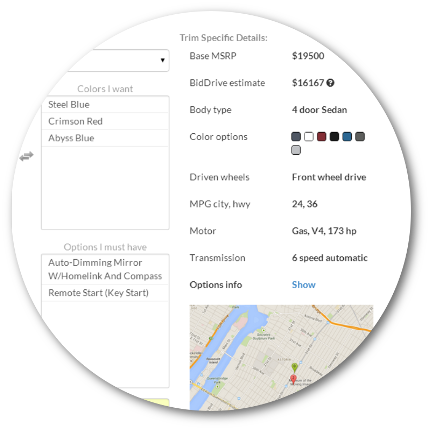 Trim Specific Details:
Base MSRP $19500
Colors I want
BidDrive estimate $16167
Steel Blue
Body type 4 door Sedan
Crimson Red
Abyss Blue
Color options
Driven wheels Front wheel drive
MPG city, hwy 24, 36
Motor Gas, V4, 173 hp
Options I must have
Transmission 6 speed automatic
Auto-Dimming Mirror
W/Homelink And Compass
Options info Show
Remote Start (Key Start)